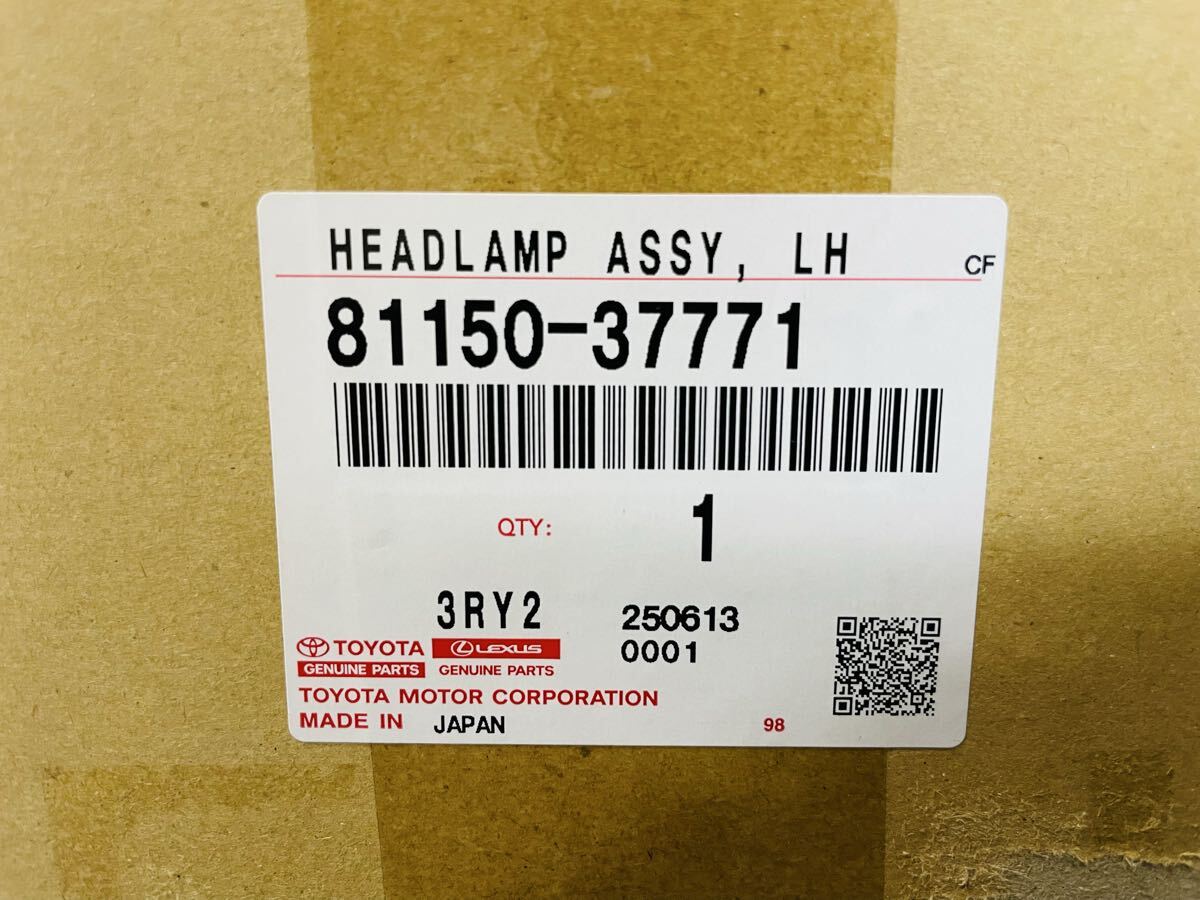 HEADLAMP ASSY, LH CF
81150-37771
QTY: 1
3RY2 250613
TOYOTA LEXUS 0001
GENUINE PARTS GENUINE PARTS
TOYOTA MOTOR CORPORATION
MADE IN JAPAN 98